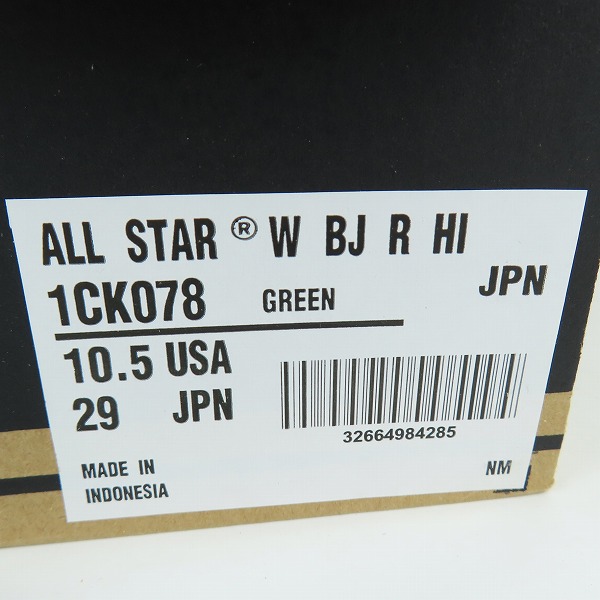 ALL STAR ® W BJ R HI
JPN
1CK078 GREEN
10.5 USA
29 JPN
32664984285
MADE IN
INDONESIA
NM